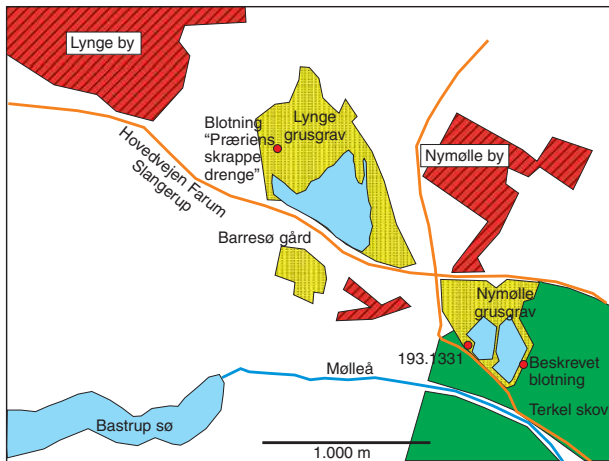 Lynge by
Blotning
"Præriens
skrappe
drenge"
Lynge
grusgrav
Hovedvejen Farum
Slangerup
Nymølle by
Barresø gård
Nymølle
grusgrav
193.1331
Mølleå
Beskrevet
blotning
Terkel skov
Bastrup sø
1.000 m